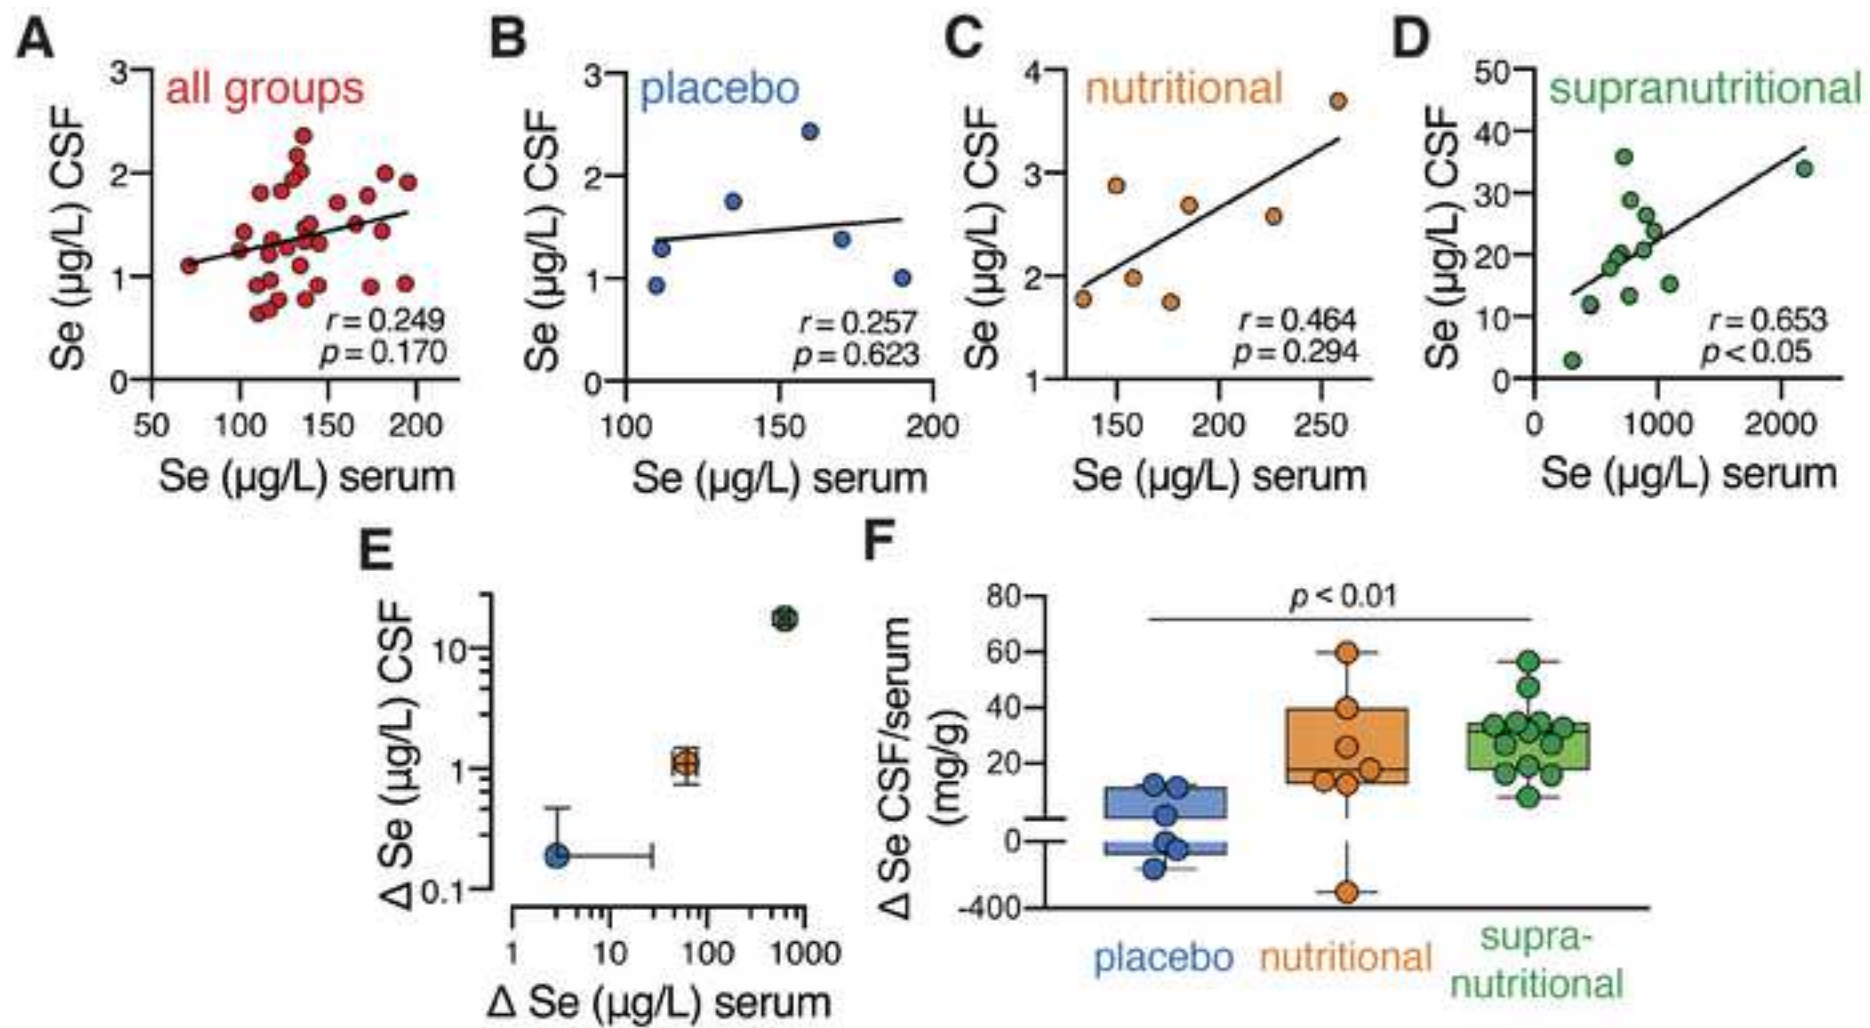 A
all groups
Se (µg/L) CSF
3
2
1
0
r = 0.249
p = 0.170
50 100 150 200
Se (µg/L) serum
B
placebo
Se (µg/L) CSF
3
2
1
0
r = 0.257
p = 0.623
100 150 200
Se (µg/L) serum
C
nutritional
Se (µg/L) CSF
4
3
2
1
r = 0.464
p = 0.294
150 200 250
Se (µg/L) serum
D
supranutritional
Se (µg/L) CSF
50
40
30
20
10
0
r = 0.653
p < 0.05
0 1000 2000
Se (µg/L) serum
E
Δ Se (µg/L) CSF
10
1
0.1
1 10 100 1000
Δ Se (µg/L) serum
F
Δ Se CSF/serum
(mg/g)
80
60
40
20
0
-400
p < 0.01
placebo nutritional supra-
nutritional